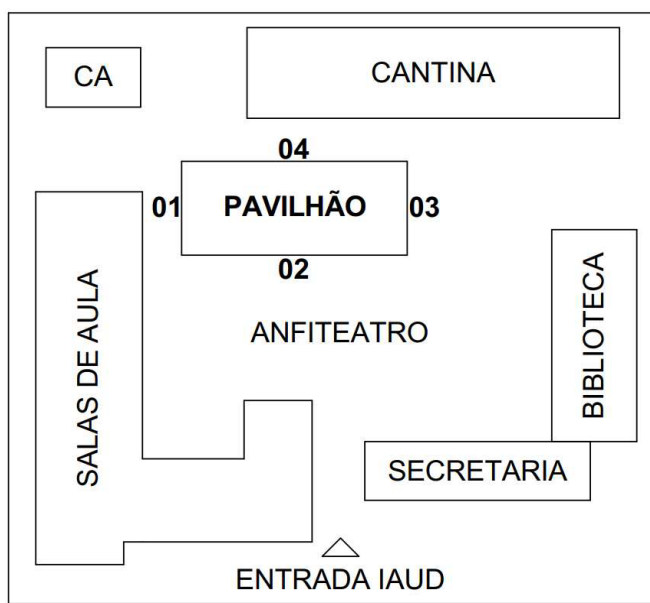 CA
CANTINA
04
01
PAVILHÃO
03
02
SALAS DE AULA
ANFITEATRO
BIBLIOTECA
SECRETARIA
ENTRADA IAUD